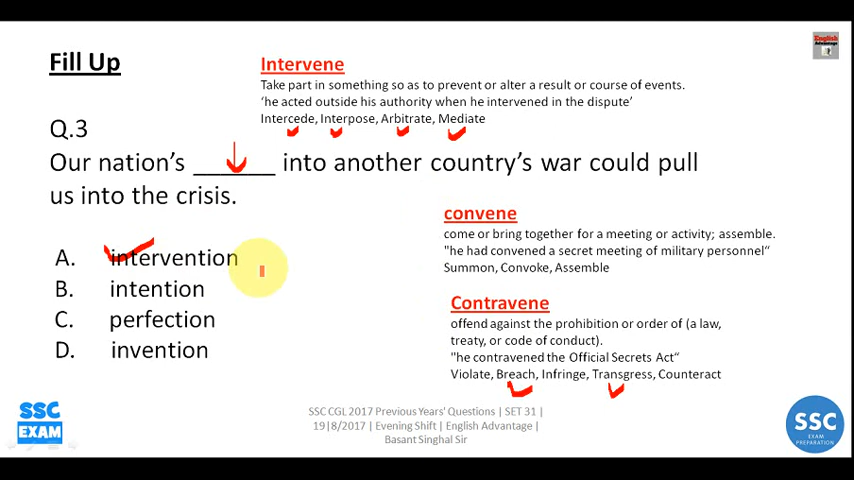 Fill Up
English
Advantage
Intervene
Take part in something so as to prevent or alter a result or course of events.
‘he acted outside his authority when he intervened in the dispute’
Intercede, Interpose, Arbitrate, Mediate
Q.3
Our nation’s ______ into another country’s war could pull
us into the crisis.
A. intervention
B. intention
C. perfection
D. invention
convene
come or bring together for a meeting or activity; assemble.
"he had convened a secret meeting of military personnel“
Summon, Convoke, Assemble
Contravene
offend against the prohibition or order of (a law,
treaty, or code of conduct).
"he contravened the Official Secrets Act“
Violate, Breach, Infringe, Transgress, Counteract
SSC
EXAM
SSC CGL 2017 Previous Years' Questions | SET 31 |
19|8/2017 | Evening Shift | English Advantage |
Basant Singhal Sir
SSC
EXAM
PREPARATION